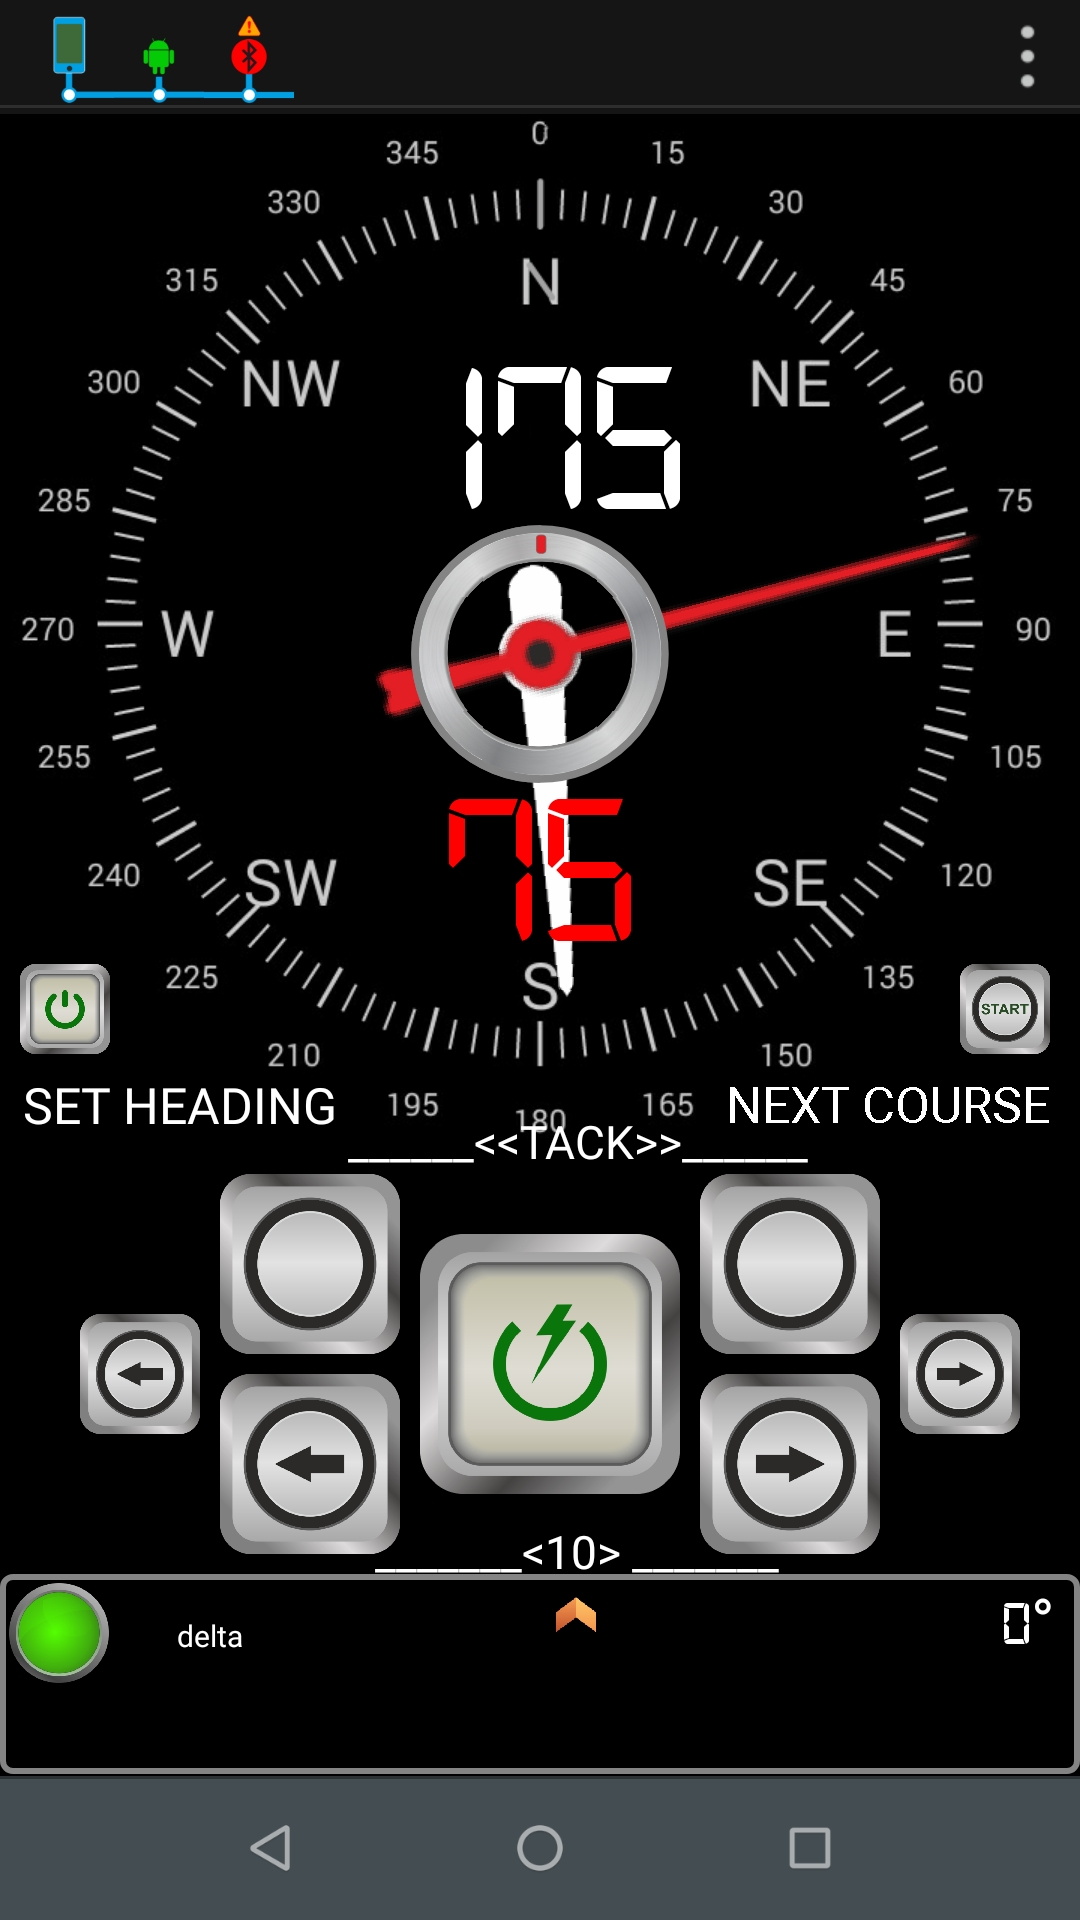 0
345 15
330 30
N
315 45
NW NE
300 60
175
285 75
W E
270 90
255 105
75
240 SW SE 120
S
225 135
START
210 150
SET HEADING 195 180 165 NEXT COURSE
______<<TACK>>______
_______<10>_______
delta 0°